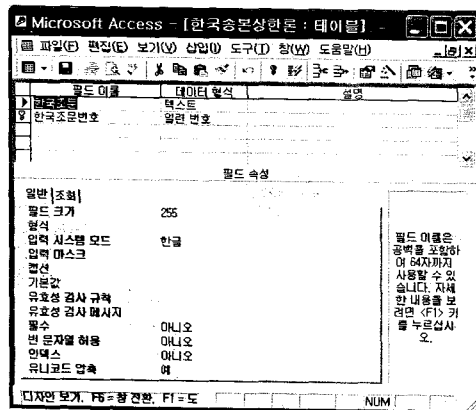 Microsoft Access - [한국송본상한론 : 테이블]
파일(F) 편집(E) 보기(V) 삽입(I) 도구(T) 창(W) 도움말(H)
필드 이름 데이터 형식 설명
한국조문 텍스트
한국조문번호 일련 번호
필드 속성
일반 조회
필드 크기 255
형식
입력 시스템 모드 한글
입력 마스크
캡션
기본값
유효성 검사 규칙
유효성 검사 메시지
필수 아니오
빈 문자열 허용 아니오
인덱스 아니오
유니코드 압축 예
필드 이름은
공백을 포함하
여 64자까지
사용할 수 있
습니다. 자세
한 내용을 보
려면 <F1> 키
를 누르십시
오.
디자인 보기. F6 = 창 전환. F1 = 도 NUM